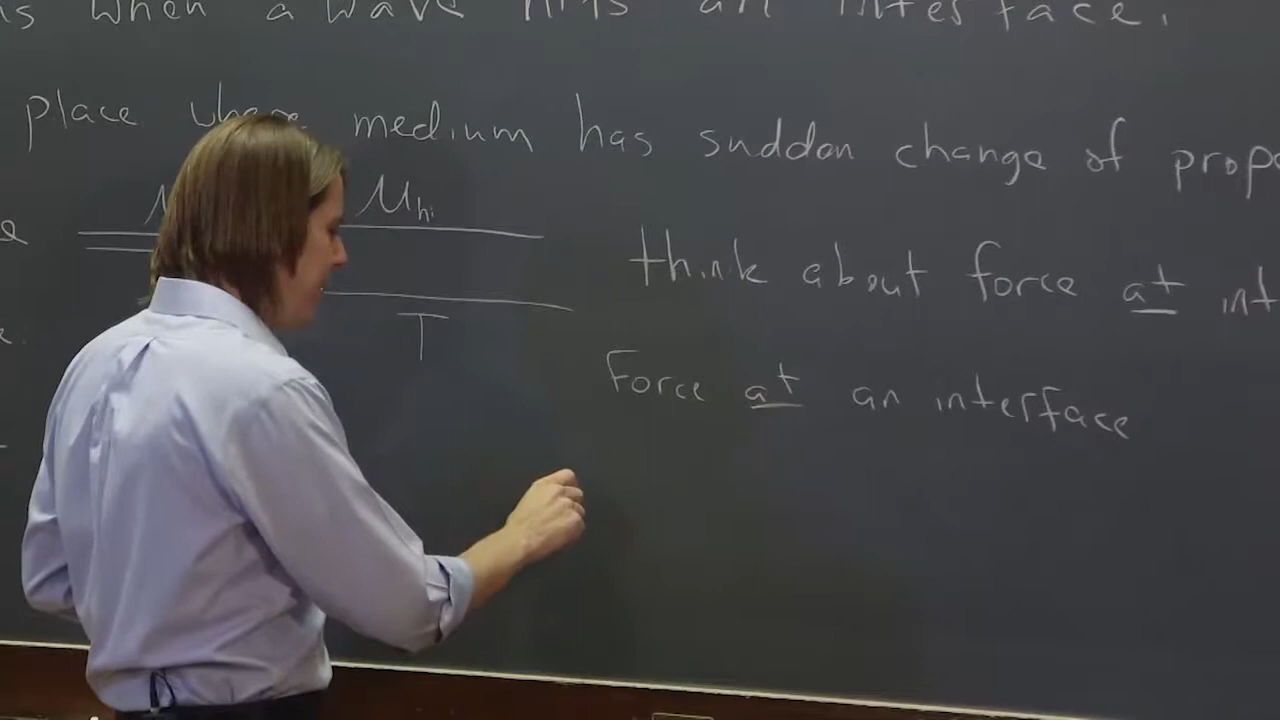 s when a wave hits an interface.
place where medium has sudden change of prope
μ μhi
think about force at int
T
Force at an interface